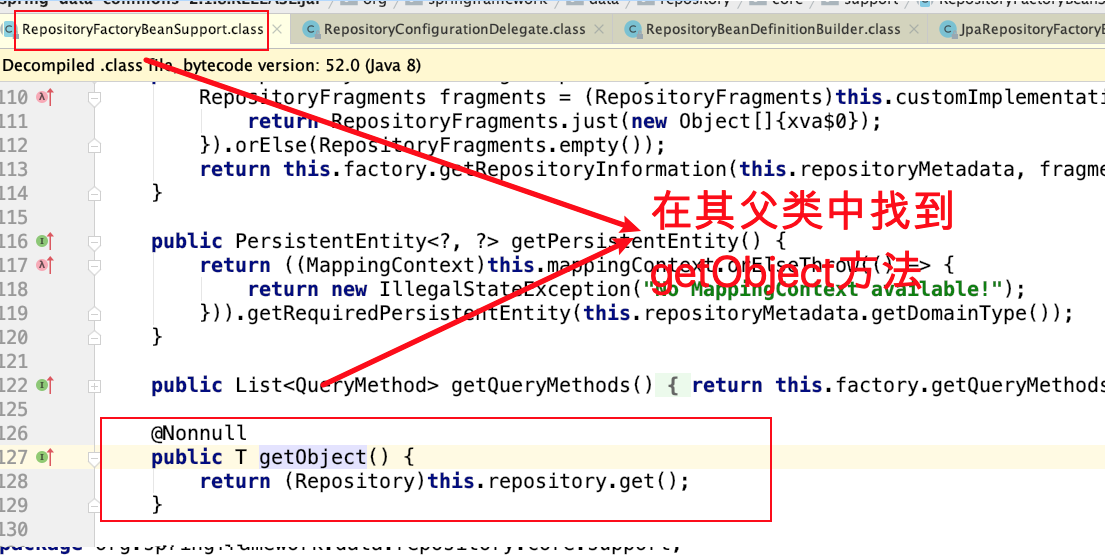 RepositoryFactoryBeanSupport.class
RepositoryConfigurationDelegate.class
RepositoryBeanDefinitionBuilder.class
JpaRepositoryFactoryB
Decompiled .class file, bytecode version: 52.0 (Java 8)
110 RepositoryFragments fragments = (RepositoryFragments)this.customImplementati
111 return RepositoryFragments.just(new Object[]{xva$0});
112 }).orElse(RepositoryFragments.empty());
113 return this.factory.getRepositoryInformation(this.repositoryMetadata, fragme
114 }
115
116 public PersistentEntity<?, ?> getPersistentEntity() {
117 return ((MappingContext)this.mappingContext.orElseThrow(() -> {
118 return new IllegalStateException("No MappingContext available!");
119 })).getRequiredPersistentEntity(this.repositoryMetadata.getDomainType());
120 }
121
122 public List<QueryMethod> getQueryMethods() { return this.factory.getQueryMethods
125
126 @Nonnull
127 public T getObject() {
128 return (Repository)this.repository.get();
129 }
130
在其父类中找到
getObject方法